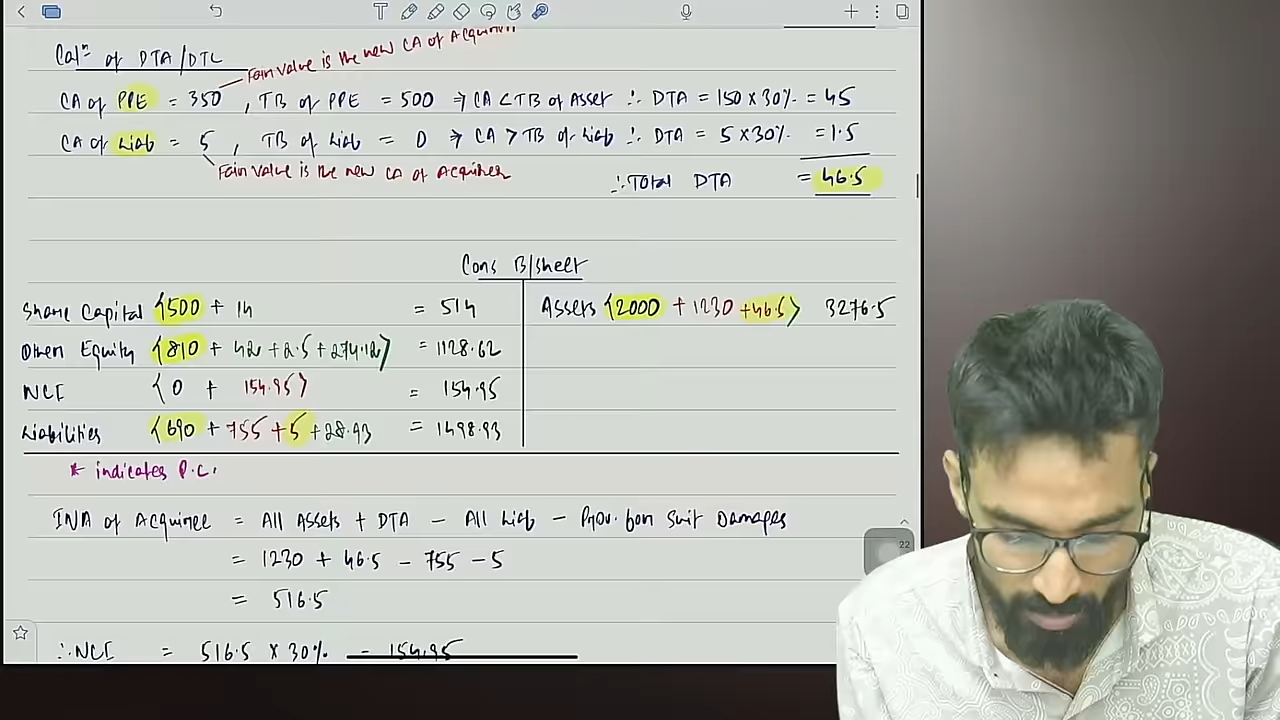 Calⁿ of DTA/DTL
Fair value is the new CA of Acquirer
CA of PPE = 350 , TB of PPE = 500 ⇒ CA < TB of Asset ∴ DTA = 150 × 30% = 45
CA of Liab = 5 , TB of Liab = 0 ⇒ CA > TB of Liab ∴ DTA = 5 × 30% = 1.5
Fair value is the new CA of Acquirer
∴ Total DTA = 46.5
Cons B/Sheet
Share Capital {500 + 14 = 514
Assets {2000 + 1230 + 46.5} 3276.5
Other Equity {810 + 42 + 2.5 + 274.12} = 1128.62
NCI {0 + 154.95} = 154.95
Liabilities {690 + 755 + 5 + 28.93 = 1498.93
* indicates P.C.
INA of Acquiree = All Assets + DTA - All Liab - Prov. for Suit Damages
= 1230 + 46.5 - 755 - 5
= 516.5
22
∴ NCI = 516.5 × 30% = 154.95